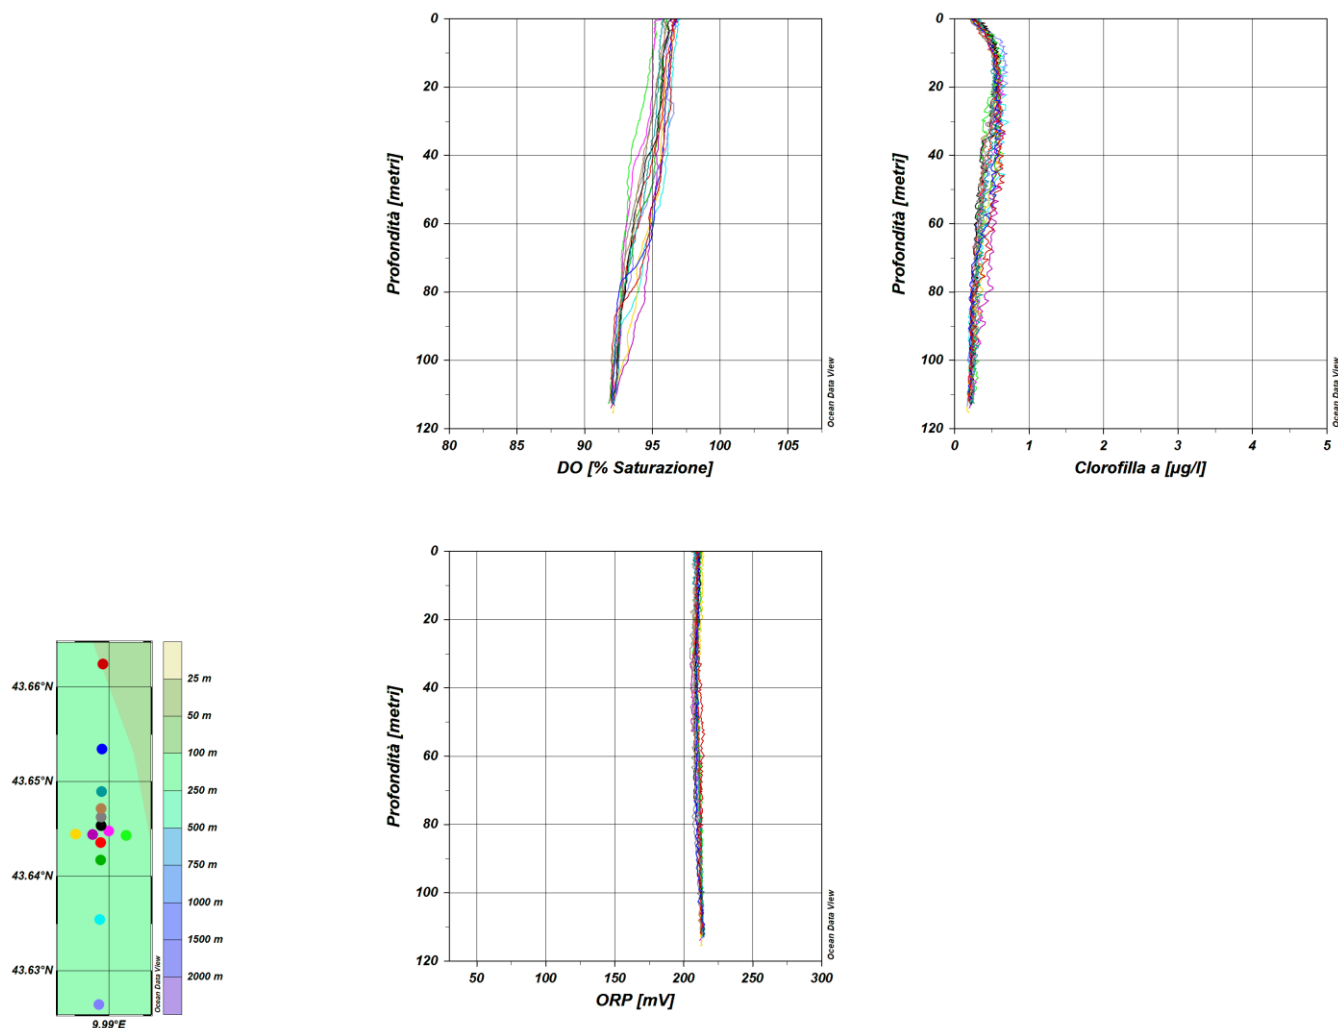 0
20
40
60
80
100
120
Profondità [metri]
80
85
90
95
100
105
DO [% Saturazione]
Ocean Data View
0
20
40
60
80
100
120
Profondità [metri]
0
1
2
3
4
5
Clorofilla a [µg/l]
Ocean Data View
43.66°N
43.65°N
43.64°N
43.63°N
9.99°E
Ocean Data View
25 m
50 m
100 m
250 m
500 m
750 m
1000 m
1500 m
2000 m
0
20
40
60
80
100
120
Profondità [metri]
50
100
150
200
250
300
ORP [mV]
Ocean Data View